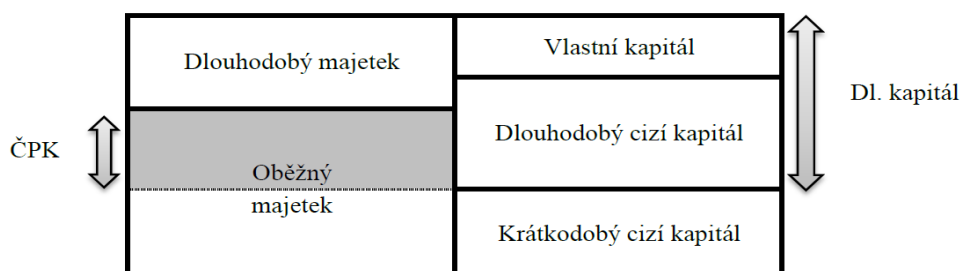 Dlouhodobý majetek
Vlastní kapitál
Dl. kapitál
Dlouhodobý cizí kapitál
ČPK
Oběžný
majetek
Krátkodobý cizí kapitál